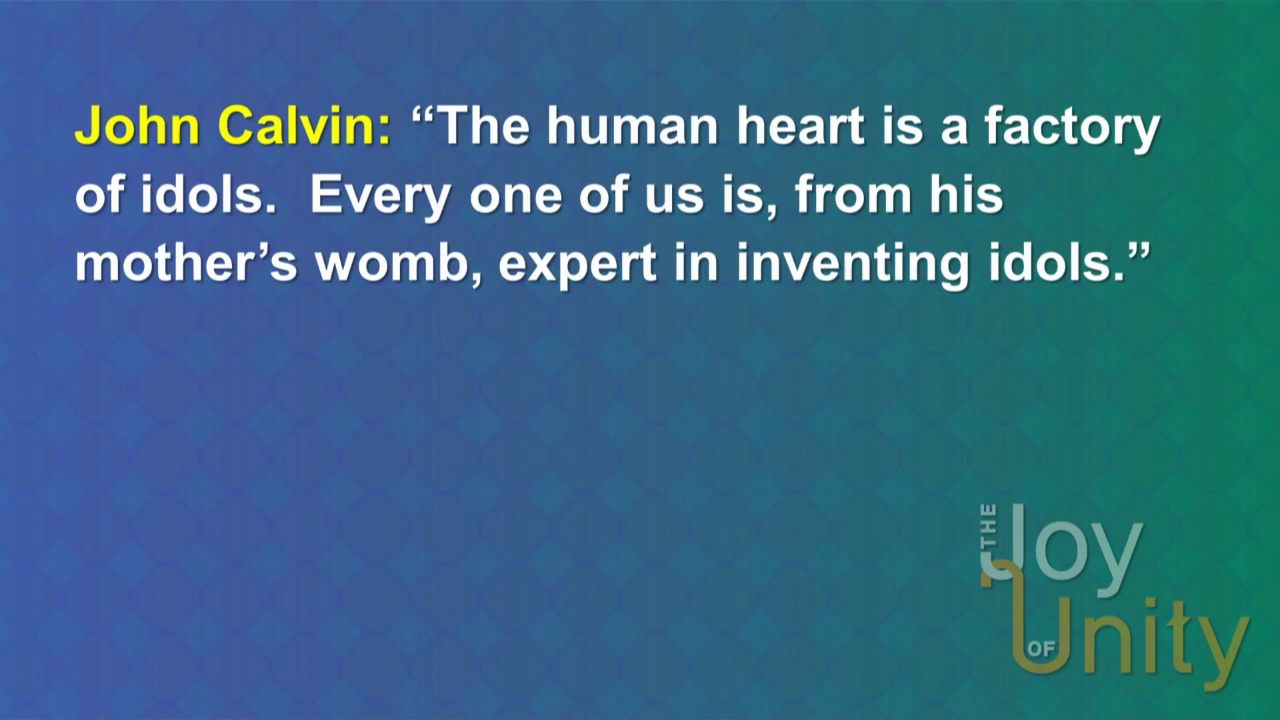 John Calvin: “The human heart is a factory
of idols.  Every one of us is, from his
mother’s womb, expert in inventing idols.”
THE Joy
OF Unity